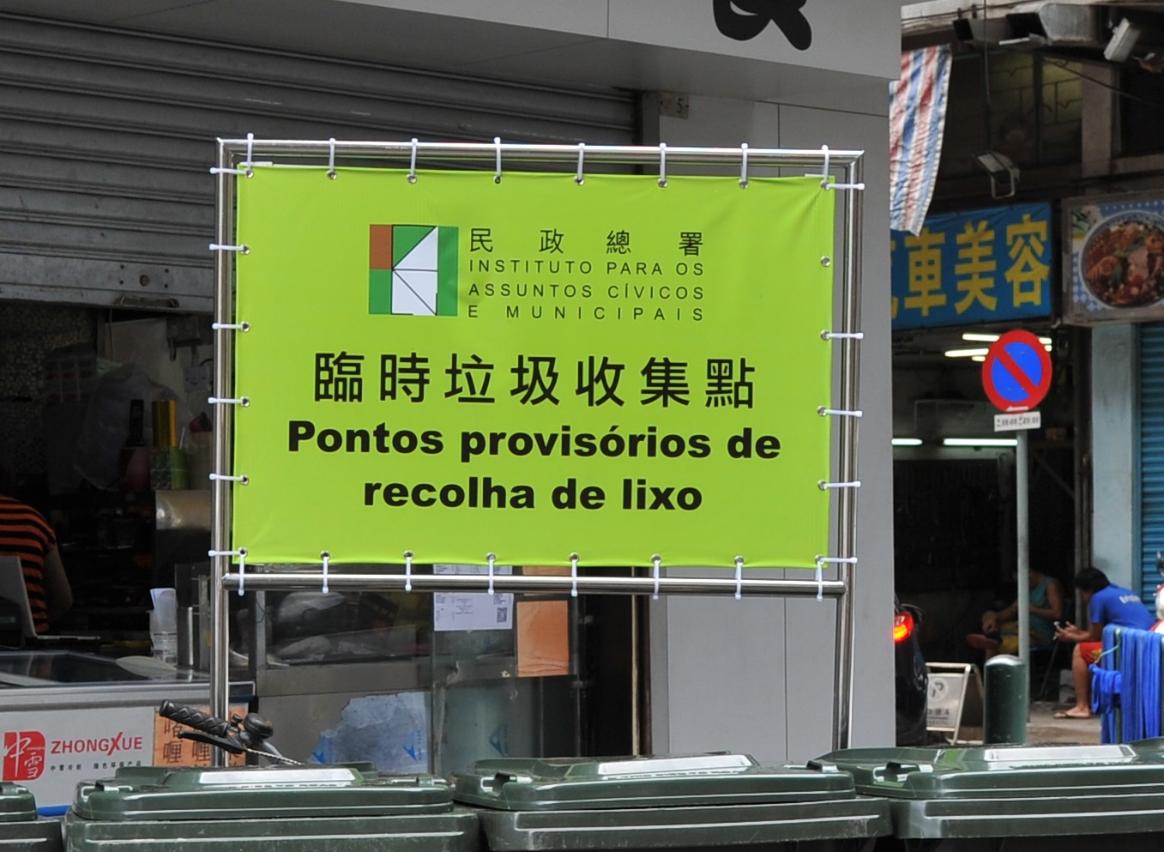 民政總署
INSTITUTO PARA OS
ASSUNTOS CÍVICOS
E MUNICIPAIS
臨時垃圾收集點
Pontos provisórios de
recolha de lixo
車美容
中雪
ZHONGXUE